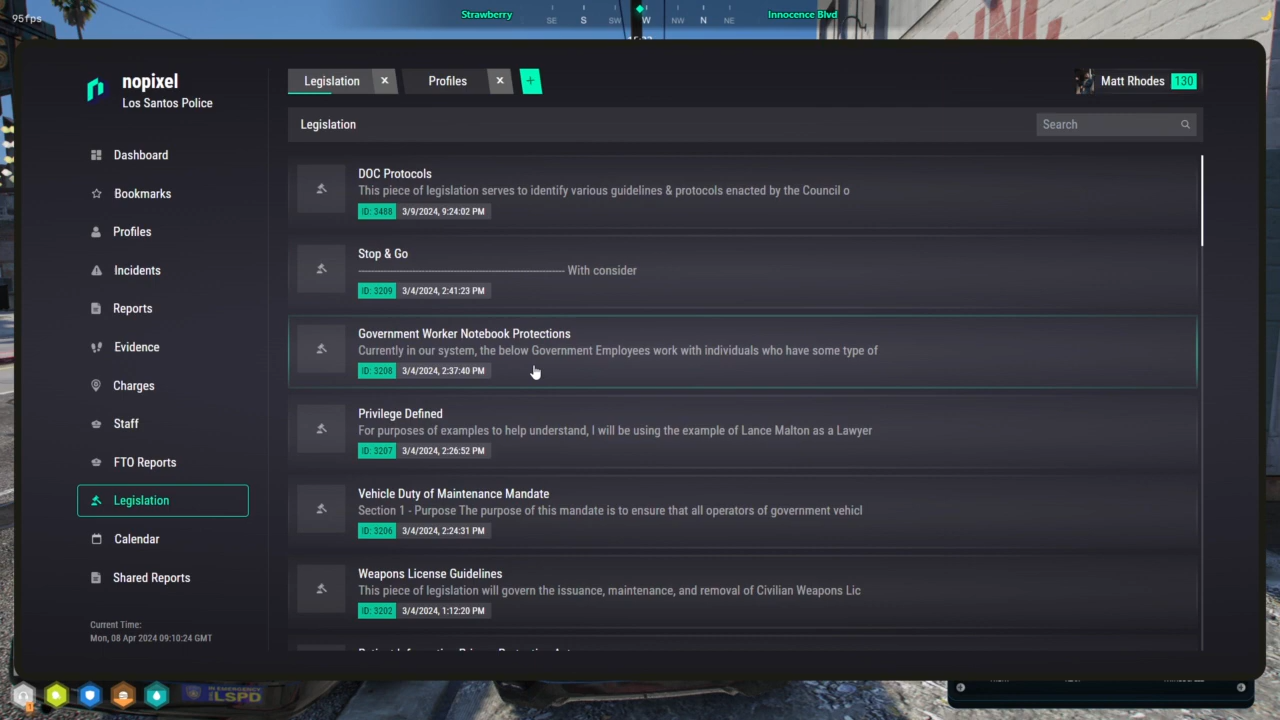 95fps
Strawberry
SE S SW W NW N NE
Innocence Blvd
nopixel
Los Santos Police
Legislation
Profiles
Matt Rhodes 130
Dashboard
Bookmarks
Profiles
Incidents
Reports
Evidence
Charges
Staff
FTO Reports
Legislation
Calendar
Shared Reports
Current Time:
Mon, 08 Apr 2024 09:10:24 GMT
Legislation
Search
DOC Protocols
This piece of legislation serves to identify various guidelines & protocols enacted by the Council o
ID: 3488 3/9/2024, 9:24:02 PM
Stop & Go
With consider
ID: 3209 3/4/2024, 2:41:23 PM
Government Worker Notebook Protections
Currently in our system, the below Government Employees work with individuals who have some type of
ID: 3208 3/4/2024, 2:37:40 PM
Privilege Defined
For purposes of examples to help understand, I will be using the example of Lance Malton as a Lawyer
ID: 3207 3/4/2024, 2:26:52 PM
Vehicle Duty of Maintenance Mandate
Section 1 - Purpose The purpose of this mandate is to ensure that all operators of government vehicl
ID: 3206 3/4/2024, 2:24:31 PM
Weapons License Guidelines
This piece of legislation will govern the issuance, maintenance, and removal of Civilian Weapons Lic
ID: 3202 3/4/2024, 1:12:20 PM
LSPD